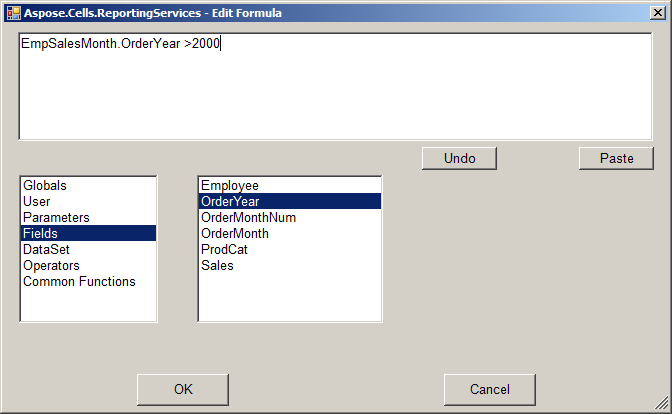 Aspose.Cells.ReportingServices - Edit Formula
EmpSalesMonth.OrderYear >2000
Undo
Paste
Globals
User
Parameters
Fields
DataSet
Operators
Common Functions
Employee
OrderYear
OrderMonthNum
OrderMonth
ProdCat
Sales
OK
Cancel